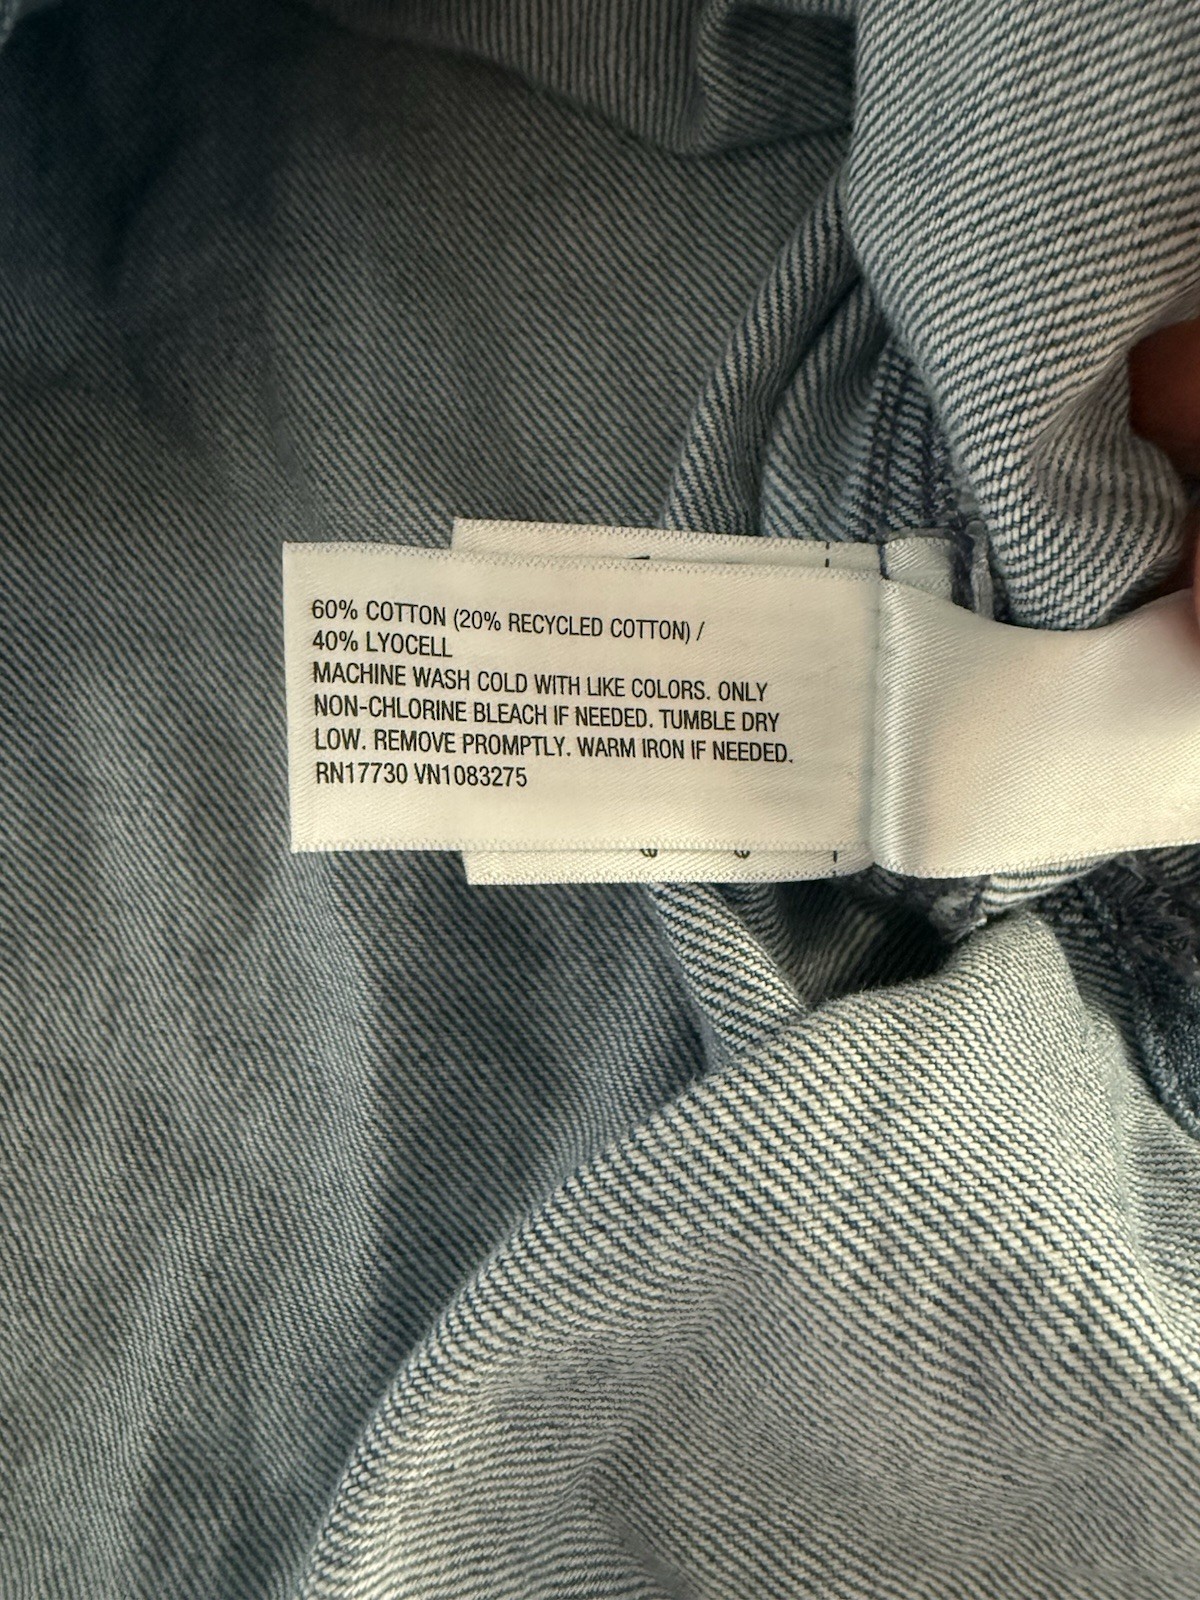 60% COTTON (20% RECYCLED COTTON) /
40% LYOCELL
MACHINE WASH COLD WITH LIKE COLORS. ONLY
NON-CHLORINE BLEACH IF NEEDED. TUMBLE DRY
LOW. REMOVE PROMPTLY. WARM IRON IF NEEDED.
RN17730 VN1083275